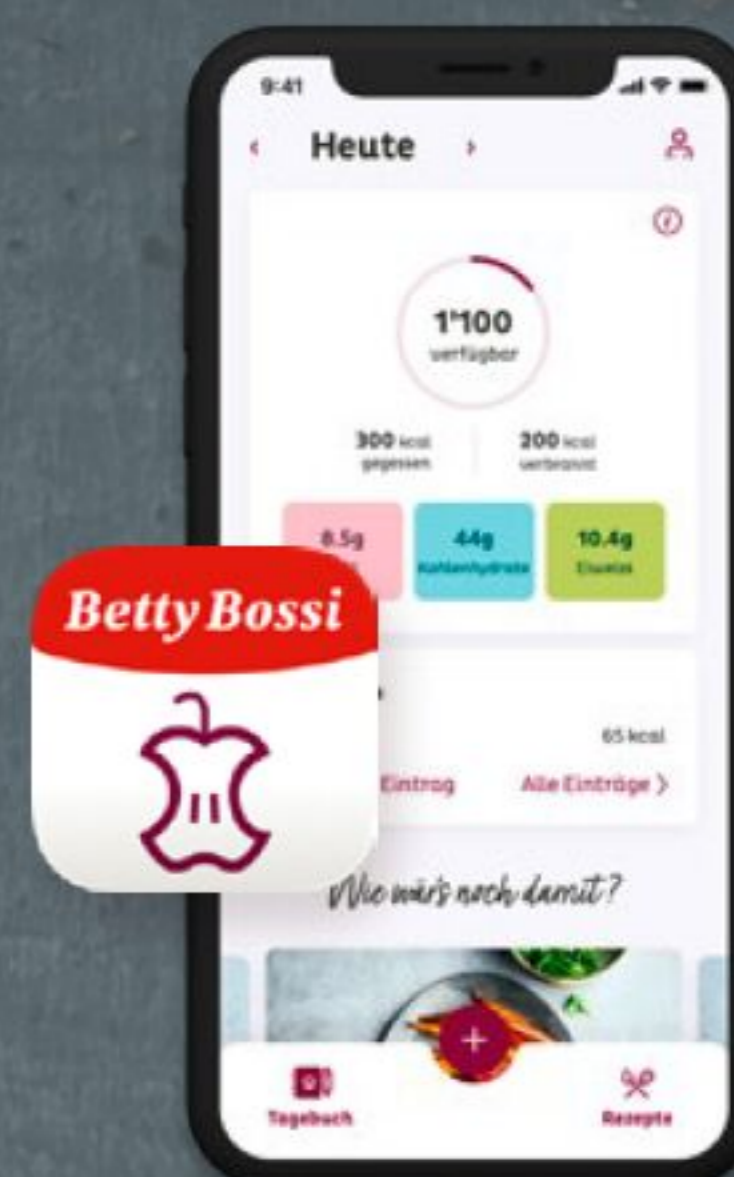 9:41
Heute
1'100
verfügbar
300 kcal
gegessen
200 kcal
verbrannt
8.5g
44g
Kohlenhydrate
10.4g
Eiweiss
Betty Bossi
65 kcal
Eintrag
Alle Einträge
Wie wär's noch damit?
Tagebuch
Rezepte